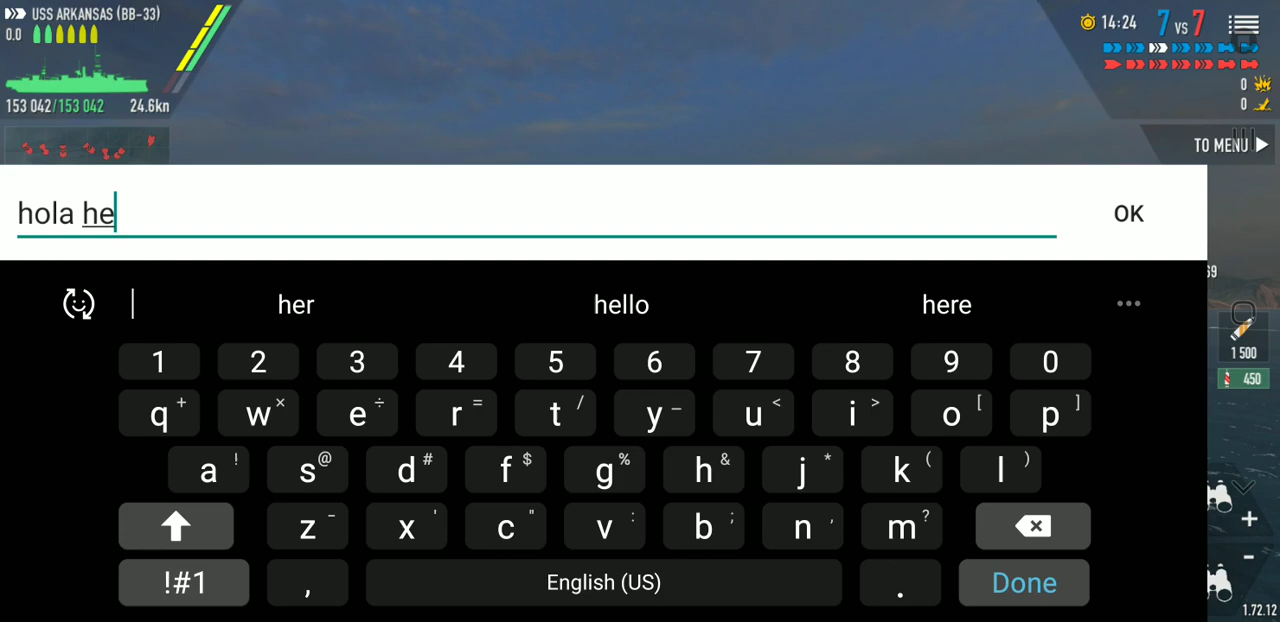 USS ARKANSAS (BB-33)
0.0
153 042/153 042 24.6kn
14:24 7 VS 7
0
0
TO MENU
hola he
OK
her hello here
1 2 3 4 5 6 7 8 9 0
q + w × e ÷ r = t / y _ u < i > o [ p ]
a ! s @ d # f $ g % h & j * k ( l )
z - x ' c " v : b ; n , m ?
!#1 , English (US) . Done
69
1 500
450
+
-
1.72.12